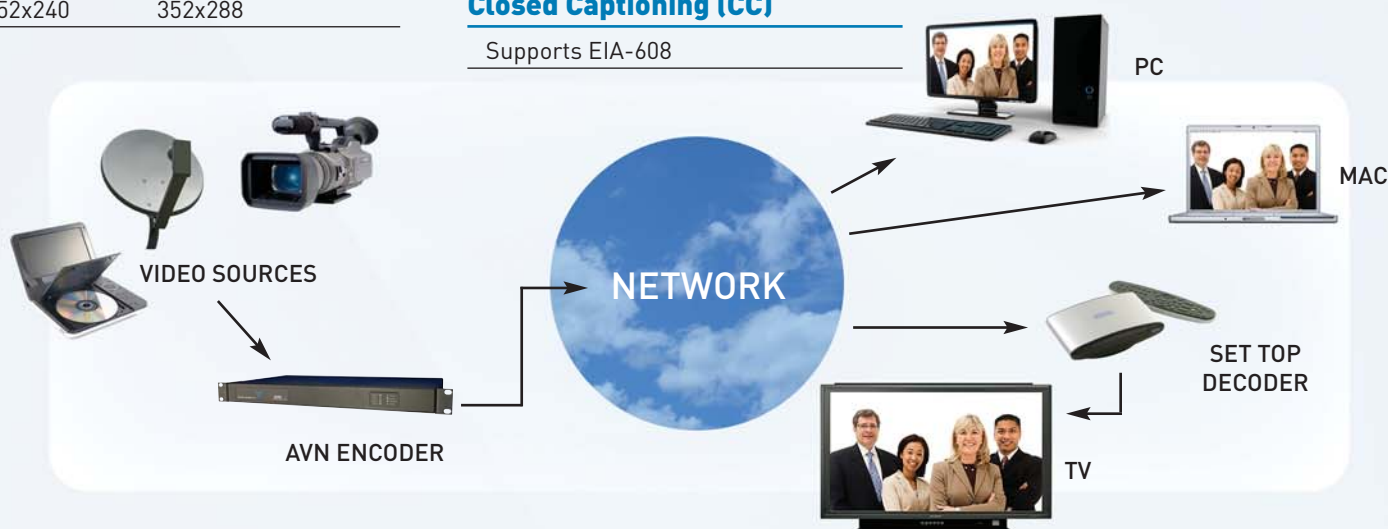 352x288
Closed Captioning (CC)
Supports EIA-608
PC
MAC
VIDEO SOURCES
NETWORK
SET TOP
DECODER
AVN ENCODER
TV